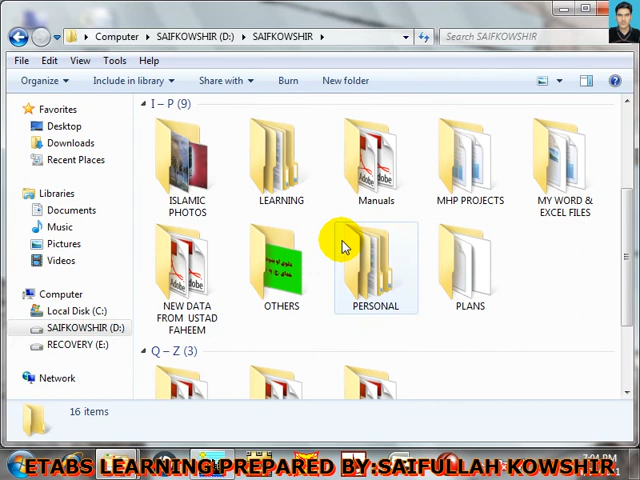 Computer ▸ SAIFKOWSHIR (D:) ▸ SAIFKOWSHIR ▸
Search SAIFKOWSHIR
File Edit View Tools Help
Organize Include in library Share with Burn New folder
Favorites
Desktop
Downloads
Recent Places
Libraries
Documents
Music
Pictures
Videos
Computer
Local Disk (C:)
SAIFKOWSHIR (D:)
RECOVERY (E:)
Network
I – P (9)
ISLAMIC
PHOTOS
LEARNING
Adobe
Manuals
MHP PROJECTS
MY WORD &
EXCEL FILES
Adobe
NEW DATA
FROM USTAD
FAHEEM
OTHERS
PERSONAL
PLANS
Q – Z (3)
16 items
ETABS LEARNING PREPARED BY:SAIFULLAH KOWSHIR